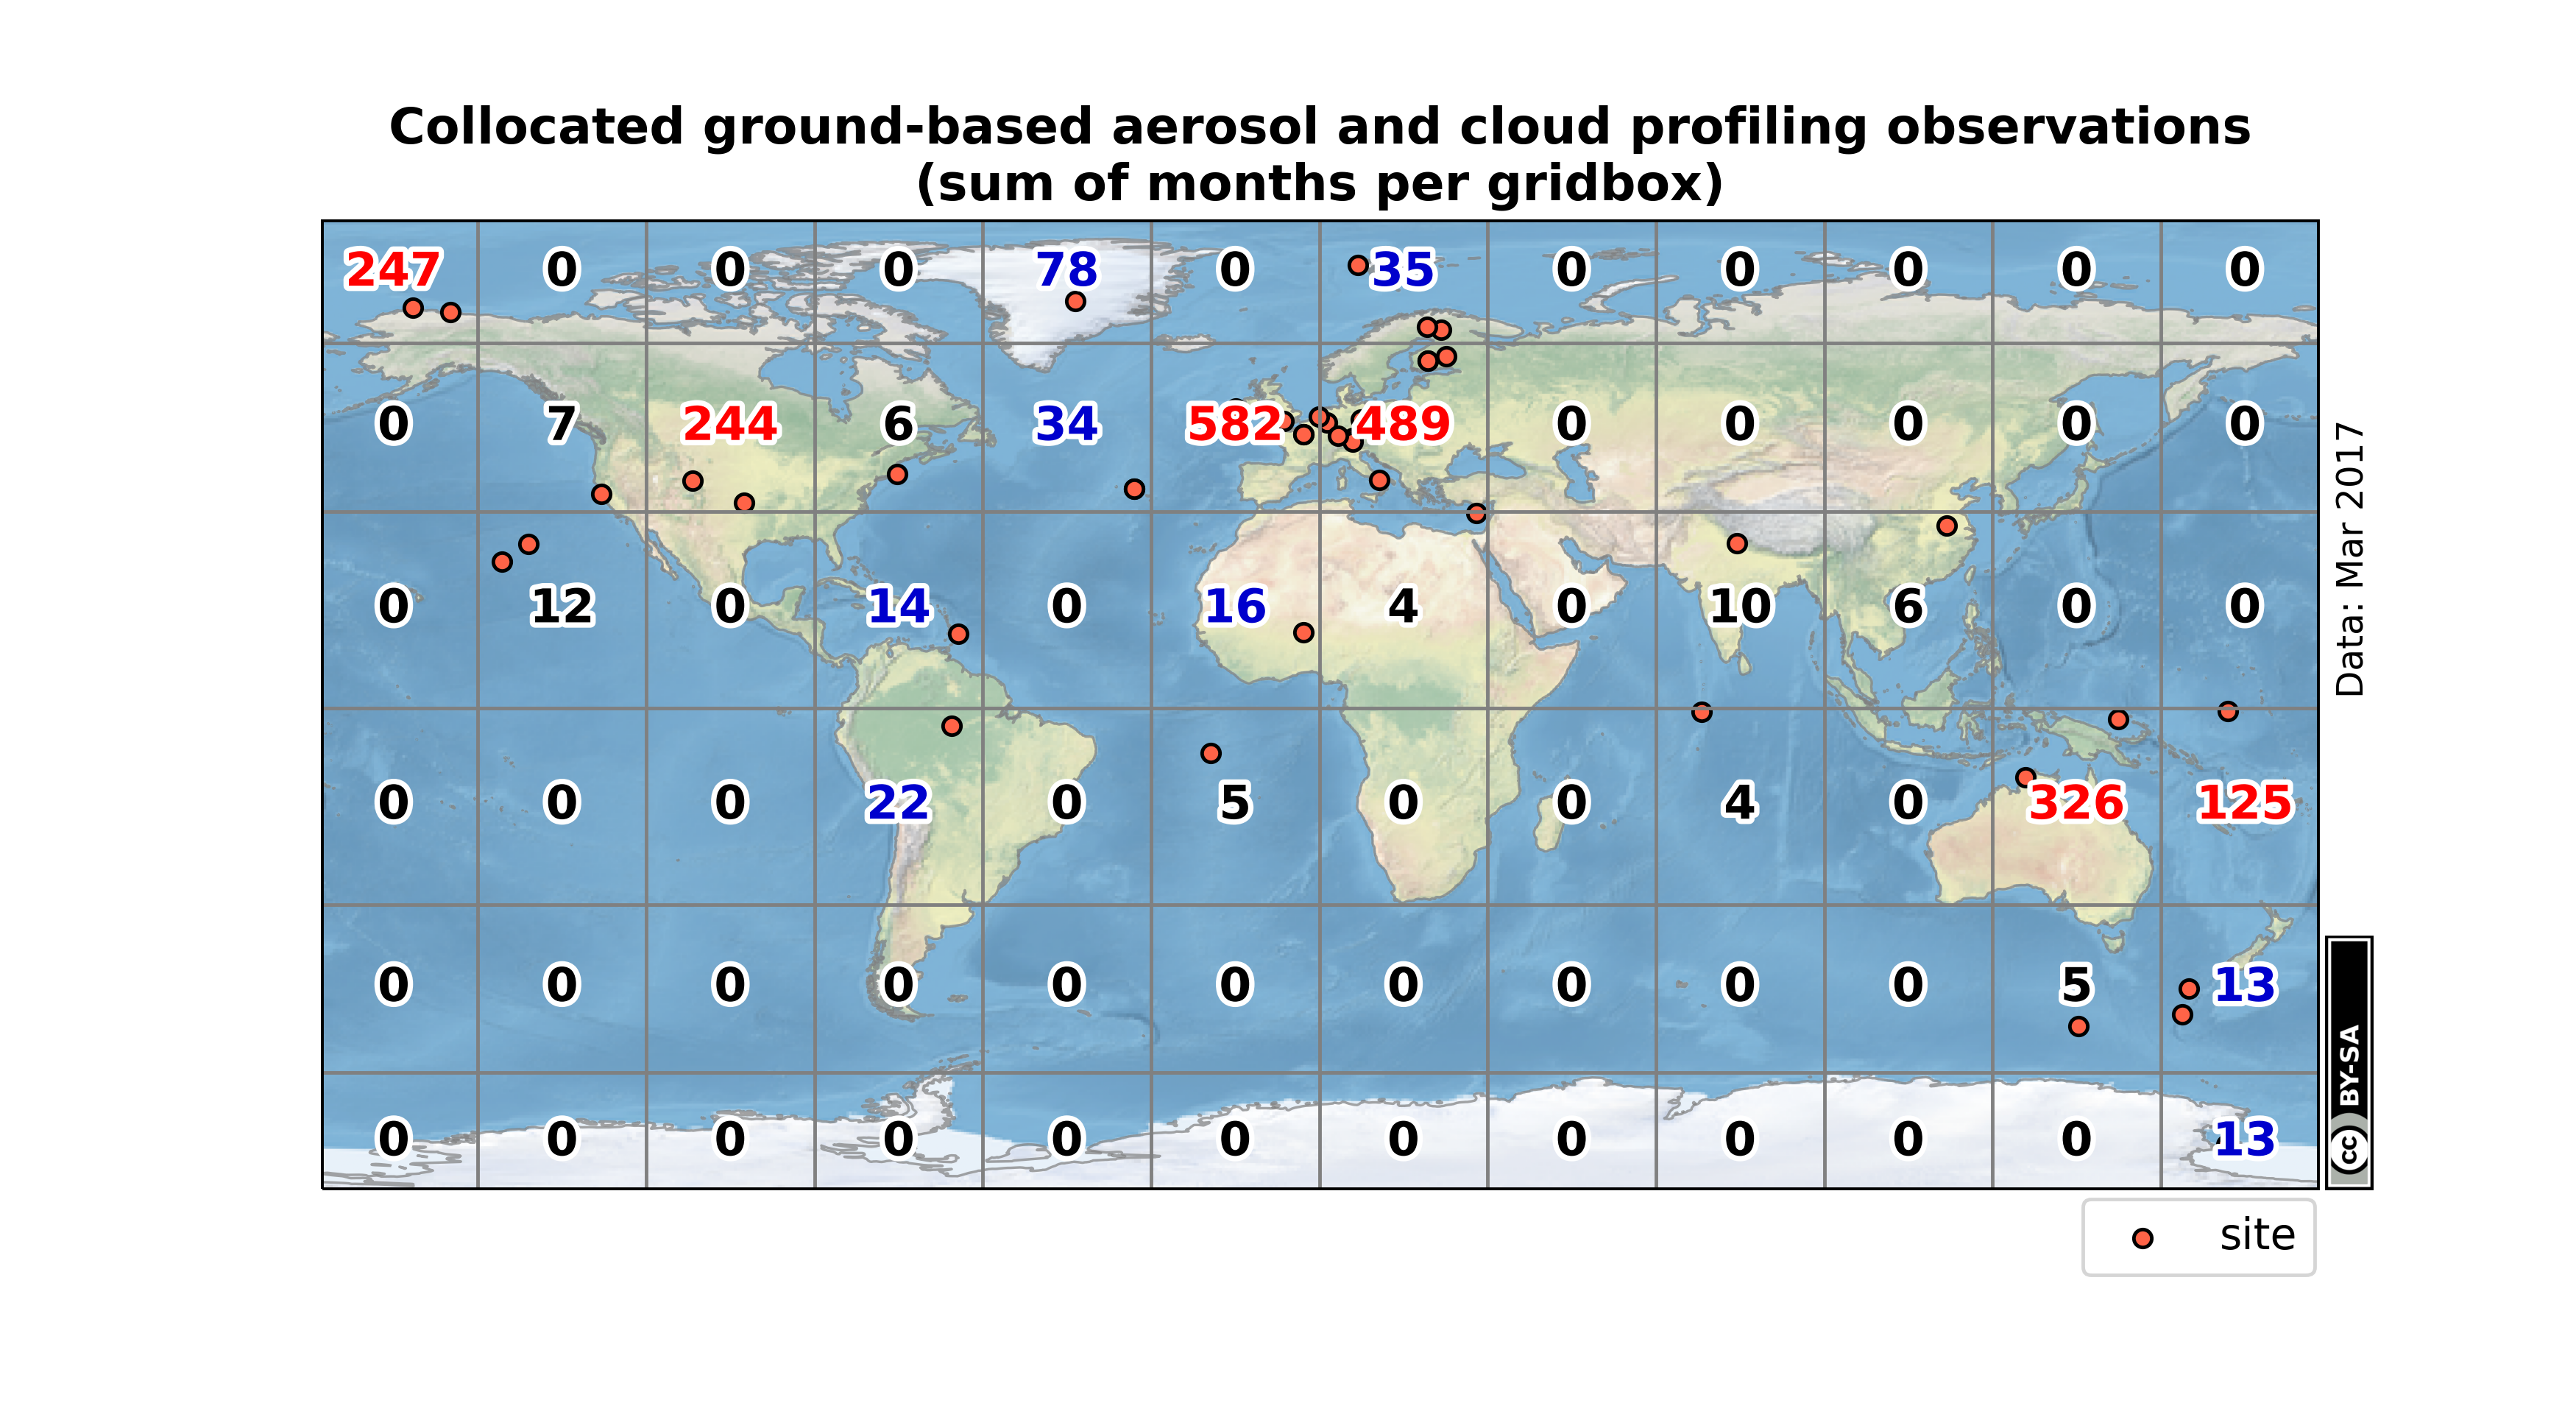 Collocated ground-based aerosol and cloud profiling observations
(sum of months per gridbox)
247 0 0 0 78 0 35 0 0 0 0 0
0 7 244 6 34 582 489 0 0 0 0 0
0 12 0 14 0 16 4 0 10 6 0 0
0 0 0 22 0 5 0 0 4 0 326 125
0 0 0 0 0 0 0 0 0 0 5 13
0 0 0 0 0 0 0 0 0 0 0 13
Data: Mar 2017
cc BY-SA
site